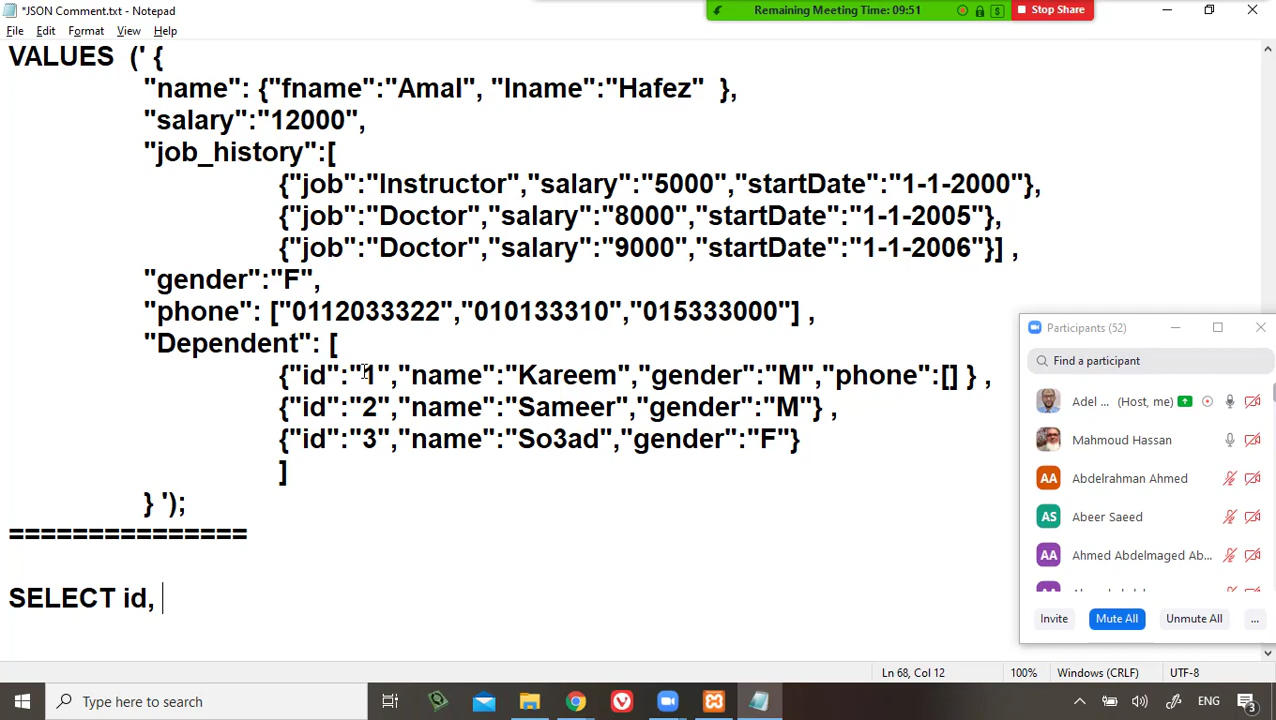 *JSON Comment.txt - Notepad
Remaining Meeting Time: 09:51
Stop Share
File Edit Format View Help
VALUES (' {
"name": {"fname":"Amal", "lname":"Hafez" },
"salary":"12000",
"job_history":[
{"job":"Instructor","salary":"5000","startDate":"1-1-2000"},
{"job":"Doctor","salary":"8000","startDate":"1-1-2005"},
{"job":"Doctor","salary":"9000","startDate":"1-1-2006"}] ,
"gender":"F",
"phone": ["0112033322","010133310","015333000"] ,
"Dependent": [
{"id":"1","name":"Kareem","gender":"M","phone":[] } ,
{"id":"2","name":"Sameer","gender":"M"} ,
{"id":"3","name":"So3ad","gender":"F"}
]
} ');
===============
SELECT id,
Participants (52)
Find a participant
Adel ... (Host, me)
Mahmoud Hassan
AA Abdelrahman Ahmed
AS Abeer Saeed
AA Ahmed Abdelmaged Ab...
Invite Mute All Unmute All ...
Ln 68, Col 12 100% Windows (CRLF) UTF-8
Type here to search
ENG
3